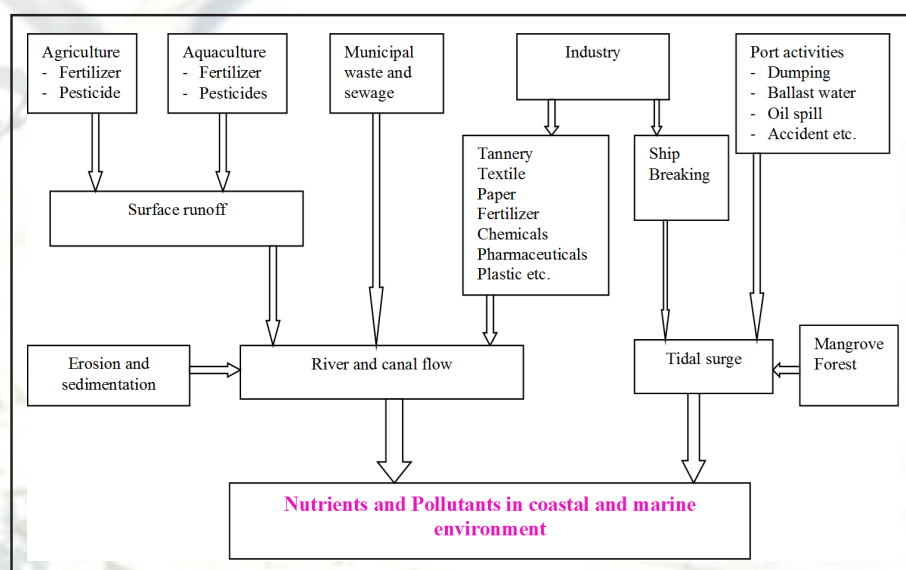 Agriculture
- Fertilizer
- Pesticide
Aquaculture
- Fertilizer
- Pesticides
Municipal
waste and
sewage
Industry
Port activities
- Dumping
- Ballast water
- Oil spill
- Accident etc.
Tannery
Textile
Paper
Fertilizer
Chemicals
Pharmaceuticals
Plastic etc.
Ship
Breaking
Surface runoff
Erosion and
sedimentation
River and canal flow
Tidal surge
Mangrove
Forest
Nutrients and Pollutants in coastal and marine
environment